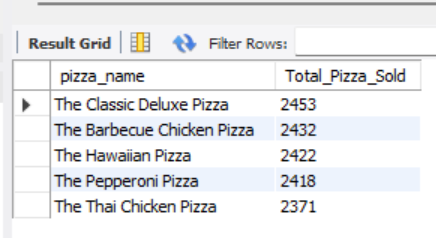 Result Grid Filter Rows:
pizza_name Total_Pizza_Sold
The Classic Deluxe Pizza 2453
The Barbecue Chicken Pizza 2432
The Hawaiian Pizza 2422
The Pepperoni Pizza 2418
The Thai Chicken Pizza 2371